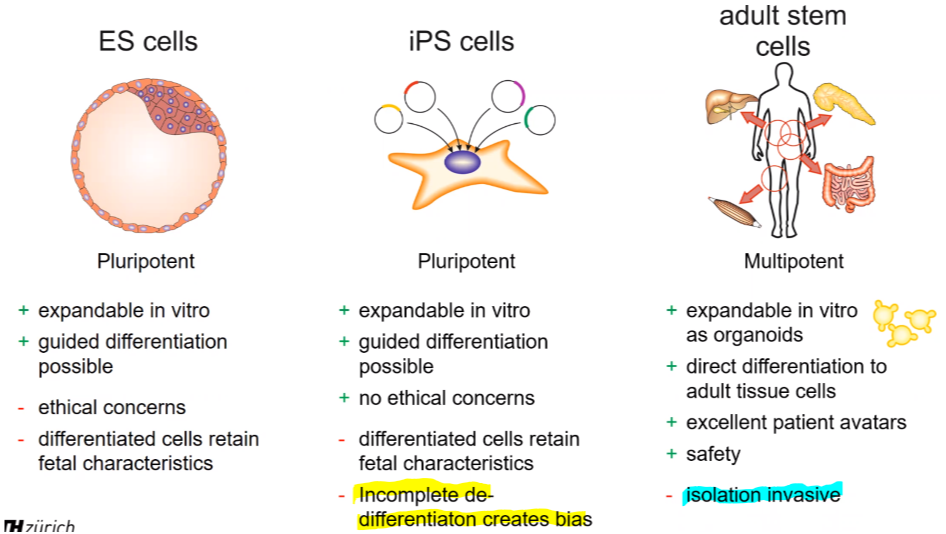 ES cells
Pluripotent
+ expandable in vitro
+ guided differentiation
possible
- ethical concerns
- differentiated cells retain
fetal characteristics
iPS cells
Pluripotent
+ expandable in vitro
+ guided differentiation
possible
+ no ethical concerns
- differentiated cells retain
fetal characteristics
- Incomplete de-
differentiaton creates bias
adult stem
cells
Multipotent
+ expandable in vitro
as organoids
+ direct differentiation to
adult tissue cells
+ excellent patient avatars
+ safety
- isolation invasive
zürich